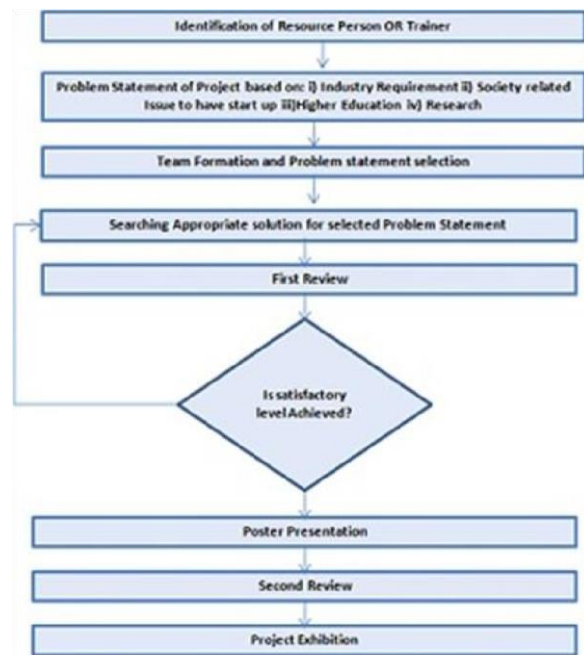 Identification of Resource Person OR Trainer
Problem Statement of Project based on: i) Industry Requirement ii) Society related
Issue to have start up iii)Higher Education iv) Research
Team Formation and Problem statement selection
Searching Appropriate solution for selected Problem Statement
First Review
Is satisfactory
level Achieved?
Poster Presentation
Second Review
Project Exhibition